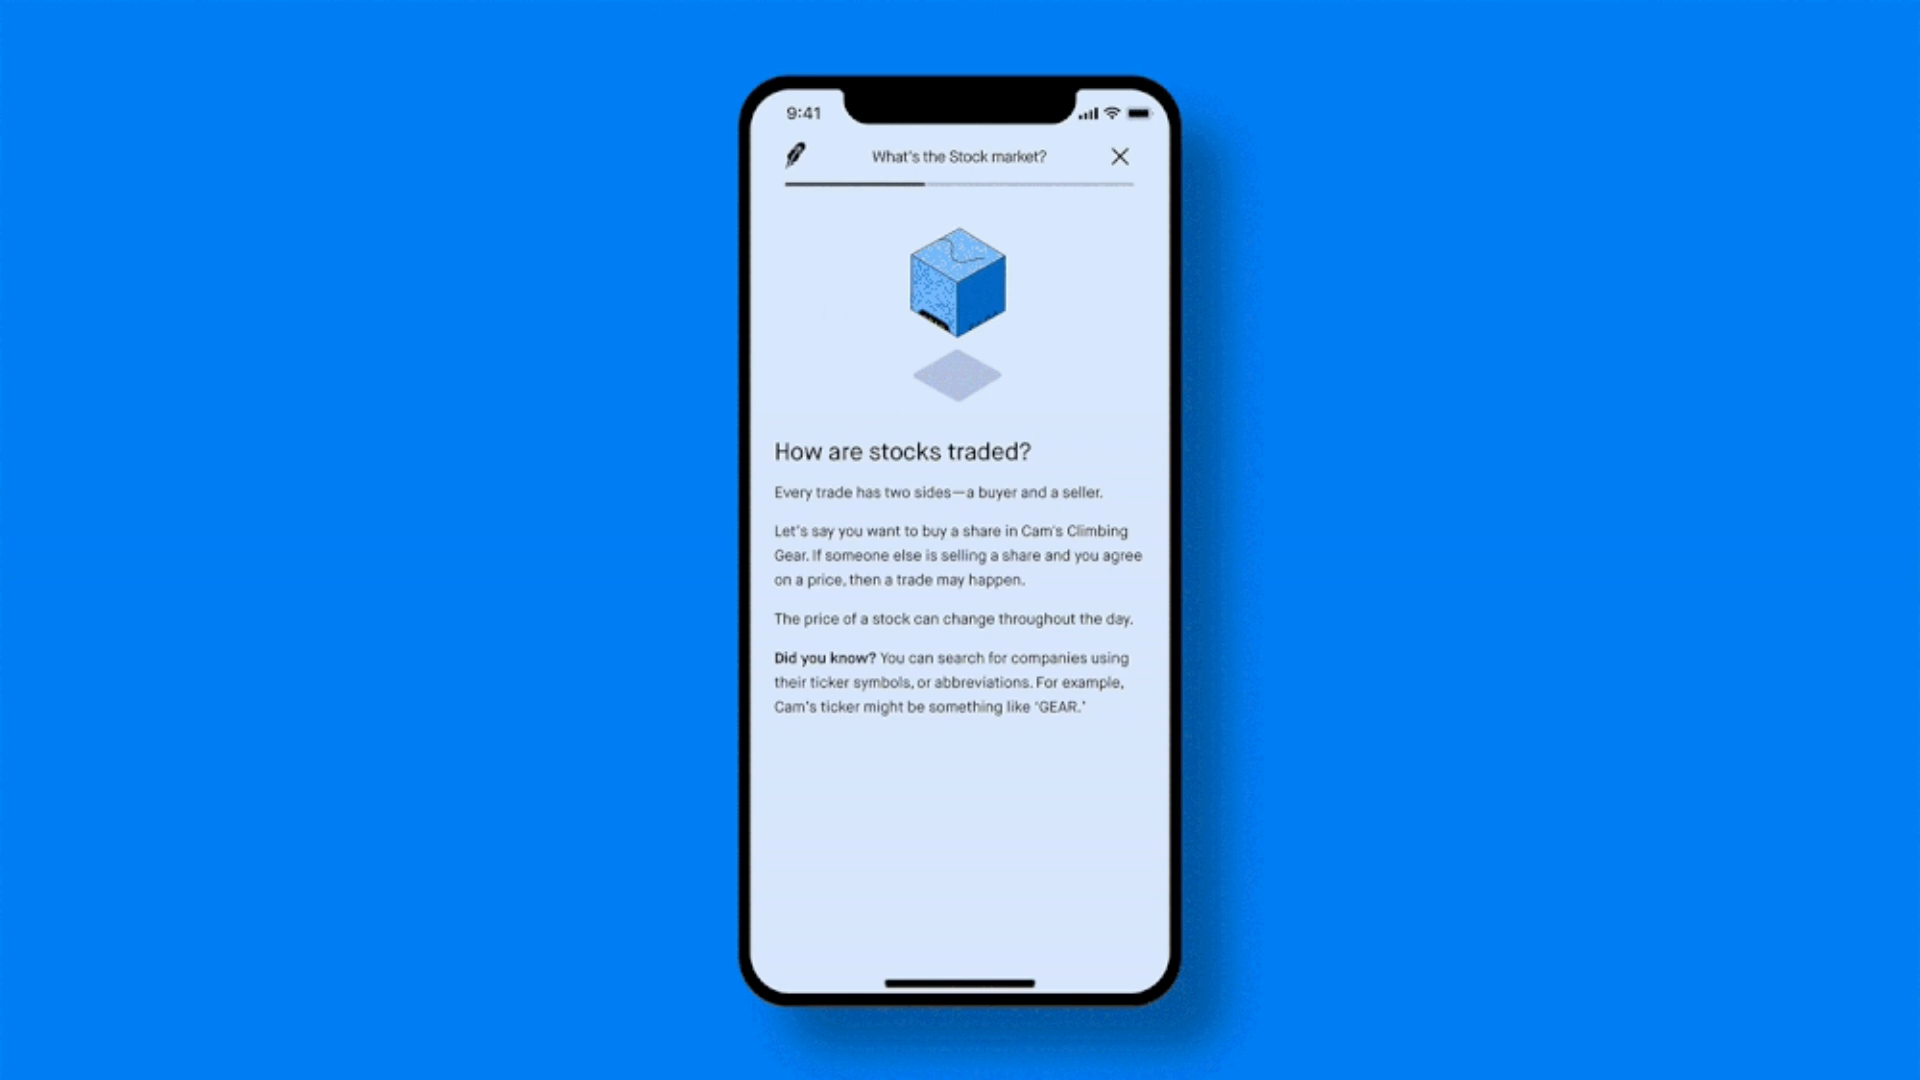 9:41
What's the Stock market?
How are stocks traded?
Every trade has two sides—a buyer and a seller.
Let's say you want to buy a share in Cam's Climbing
Gear. If someone else is selling a share and you agree
on a price, then a trade may happen.
The price of a stock can change throughout the day.
Did you know? You can search for companies using
their ticker symbols, or abbreviations. For example,
Cam's ticker might be something like 'GEAR.'